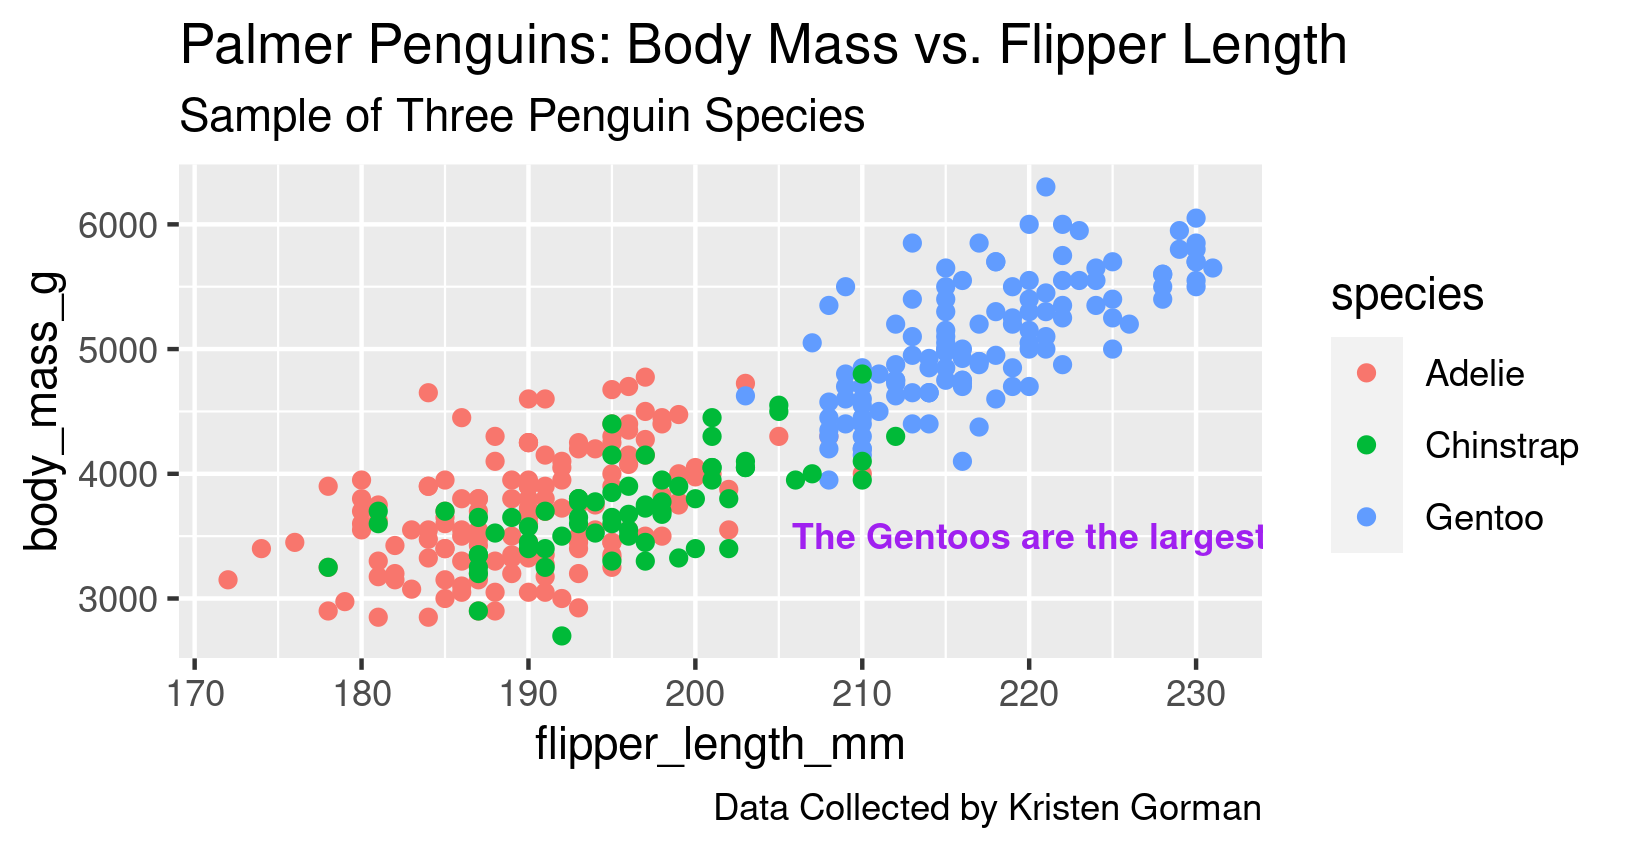 Palmer Penguins: Body Mass vs. Flipper Length
Sample of Three Penguin Species
6000
5000
4000
3000
body_mass_g
The Gentoos are the largest
170 180 190 200 210 220 230
flipper_length_mm
species
Adelie
Chinstrap
Gentoo
Data Collected by Kristen Gorman